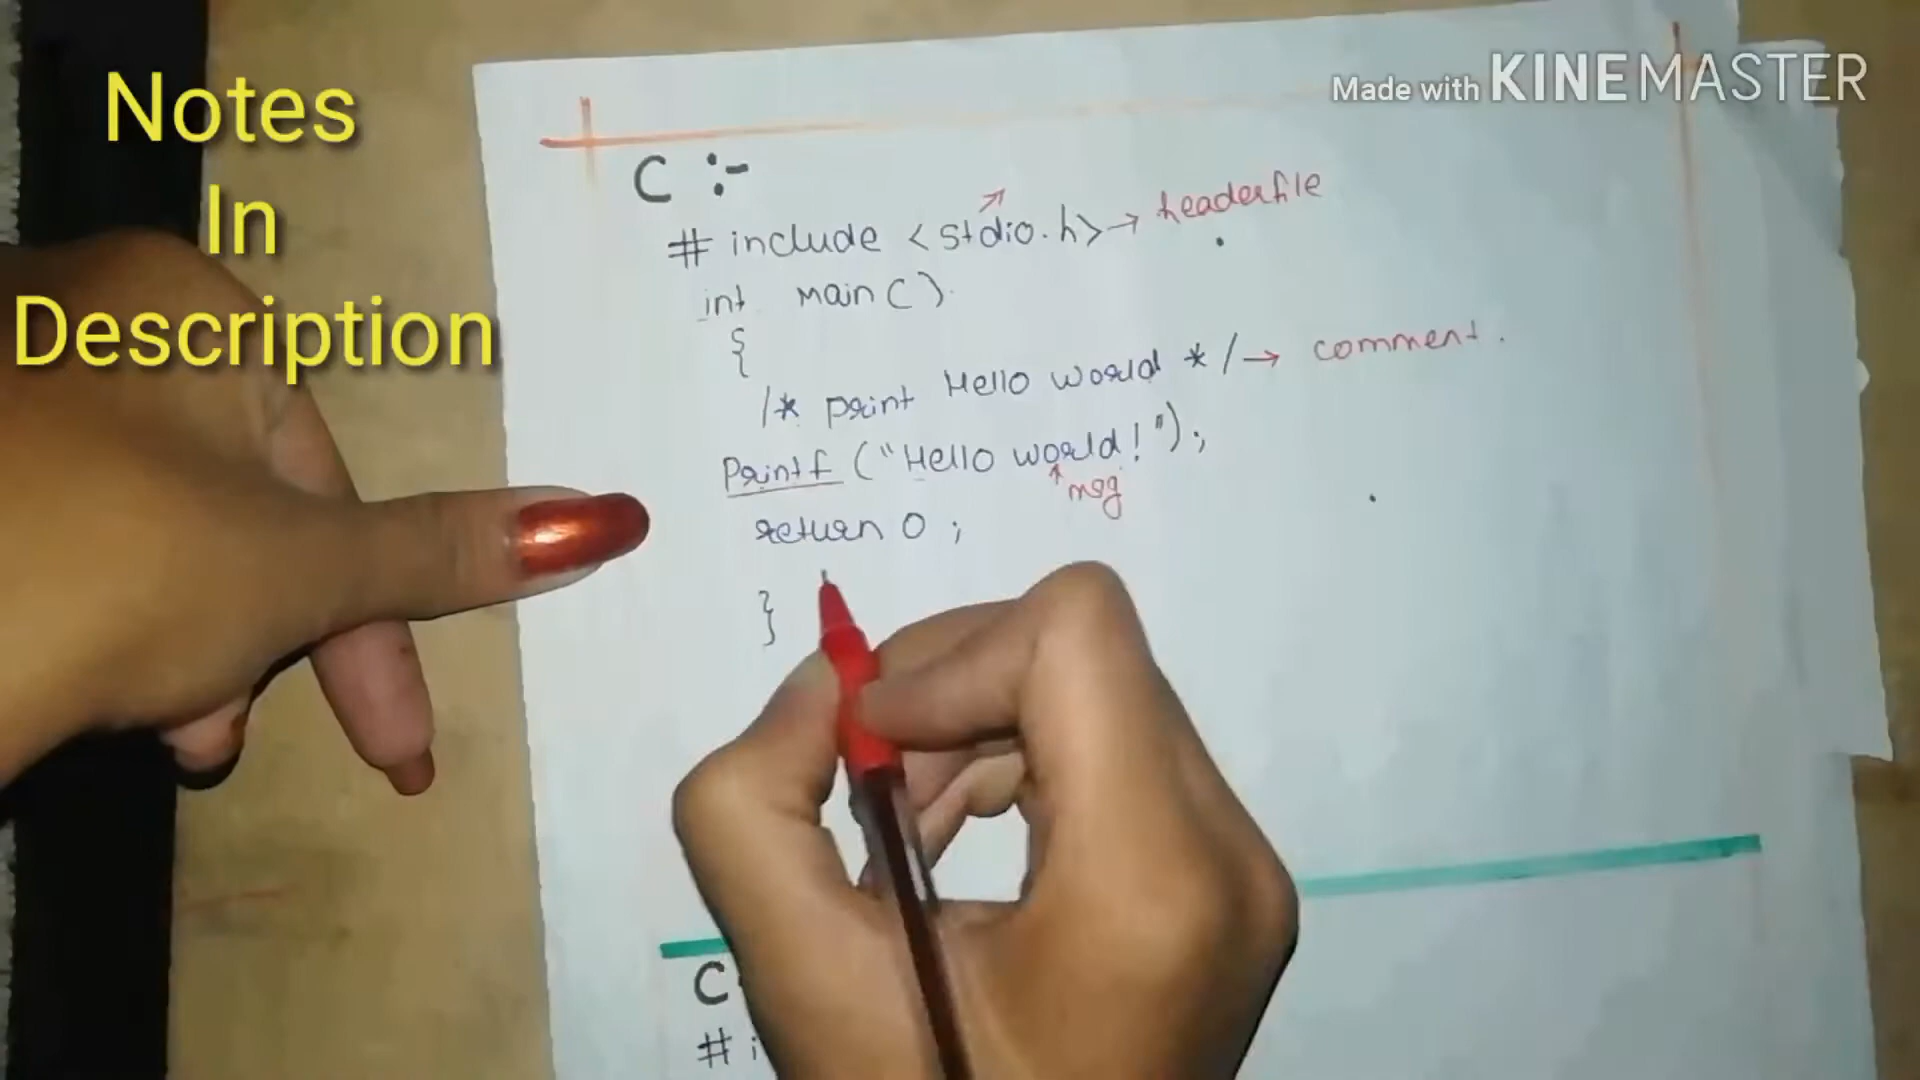 Notes
In
Description
Made with KINEMASTER
C :-
# include <stdio.h> → headerfile
int main()
{
/* print Hello world */ → comment.
Printf ("Hello world!");
msg
return 0 ;
}
C
# i